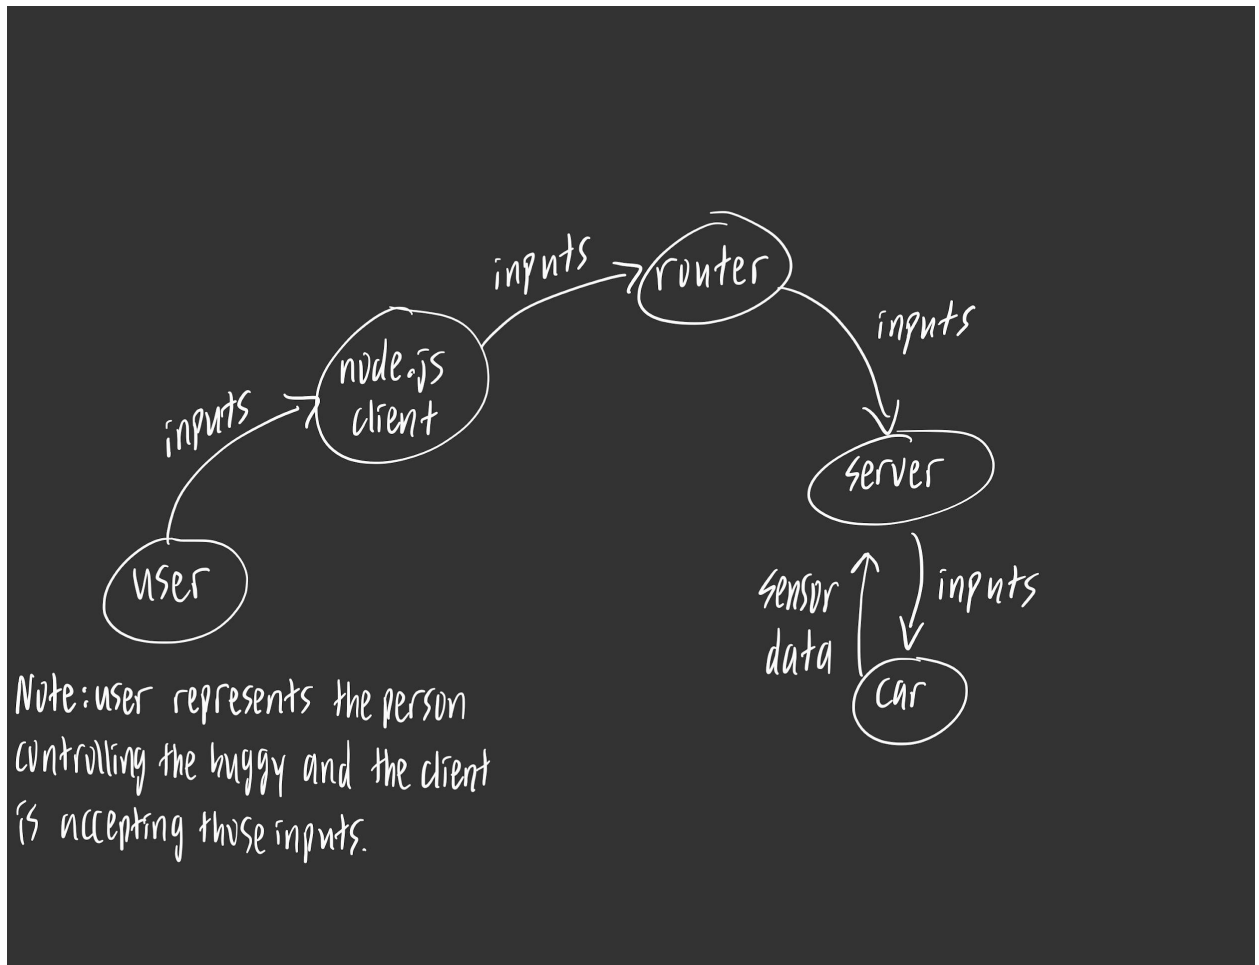 inputs
router
inputs
node.js
client
inputs
server
user
sensor
data
inputs
car
Note: user represents the person
controlling the buggy and the client
is accepting those inputs.